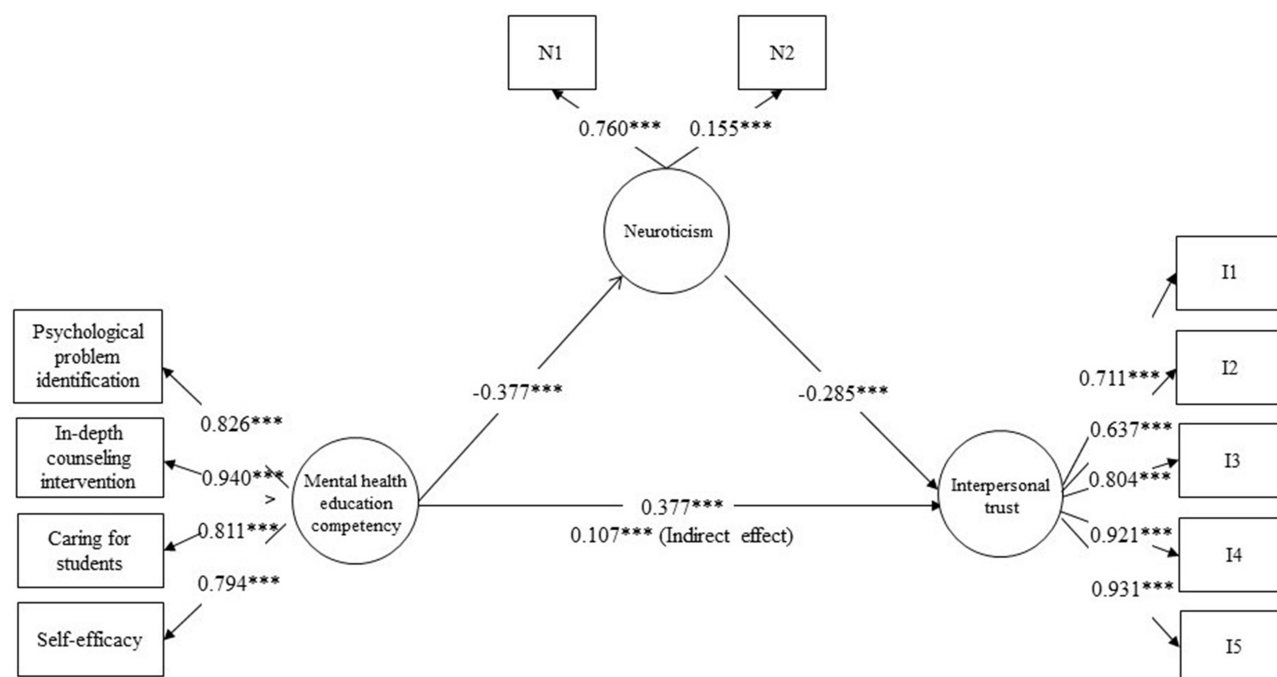 N1
N2
0.760***
0.155***
Neuroticism
I1
Psychological
problem
identification
I2
-0.377***
-0.285***
0.711***
0.826***
0.637***
In-depth
counseling
intervention
0.940***
Mental health
education
competency
Interpersonal
trust
0.804***
I3
0.377***
0.107*** (Indirect effect)
Caring for
students
0.811***
0.921***
I4
0.794***
0.931***
Self-efficacy
I5